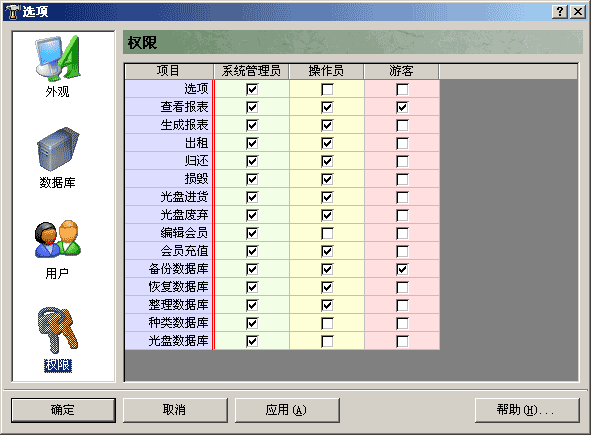 选项
外观
数据库
用户
权限
权限
项目 系统管理员 操作员 游客
选项
查看报表
生成报表
出租
归还
损毁
光盘进货
光盘废弃
编辑会员
会员充值
备份数据库
恢复数据库
整理数据库
种类数据库
光盘数据库
确定 取消 应用(A) 帮助(H)...